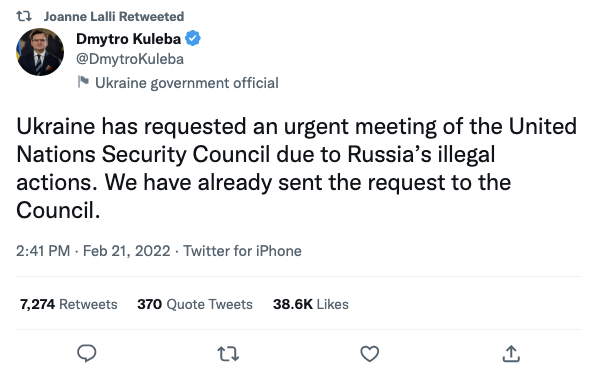 Joanne Lalli Retweeted
Dmytro Kuleba
@DmytroKuleba
Ukraine government official
Ukraine has requested an urgent meeting of the United
Nations Security Council due to Russia’s illegal
actions. We have already sent the request to the
Council.
2:41 PM · Feb 21, 2022 · Twitter for iPhone
7,274 Retweets 370 Quote Tweets 38.6K Likes